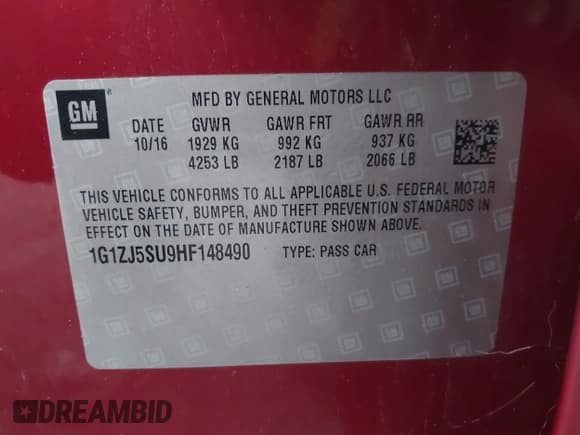 GM ®
MFD BY GENERAL MOTORS LLC
DATE GVWR GAWR FRT GAWR RR
10/16 1929 KG 992 KG 937 KG
4253 LB 2187 LB 2066 LB
THIS VEHICLE CONFORMS TO ALL APPLICABLE U.S. FEDERAL MOTOR
VEHICLE SAFETY, BUMPER, AND THEFT PREVENTION STANDARDS IN
EFFECT ON THE DATE OF MANUFACTURE SHOWN ABOVE.
1G1ZJ5SU9HF148490 TYPE: PASS CAR
DREAMBID